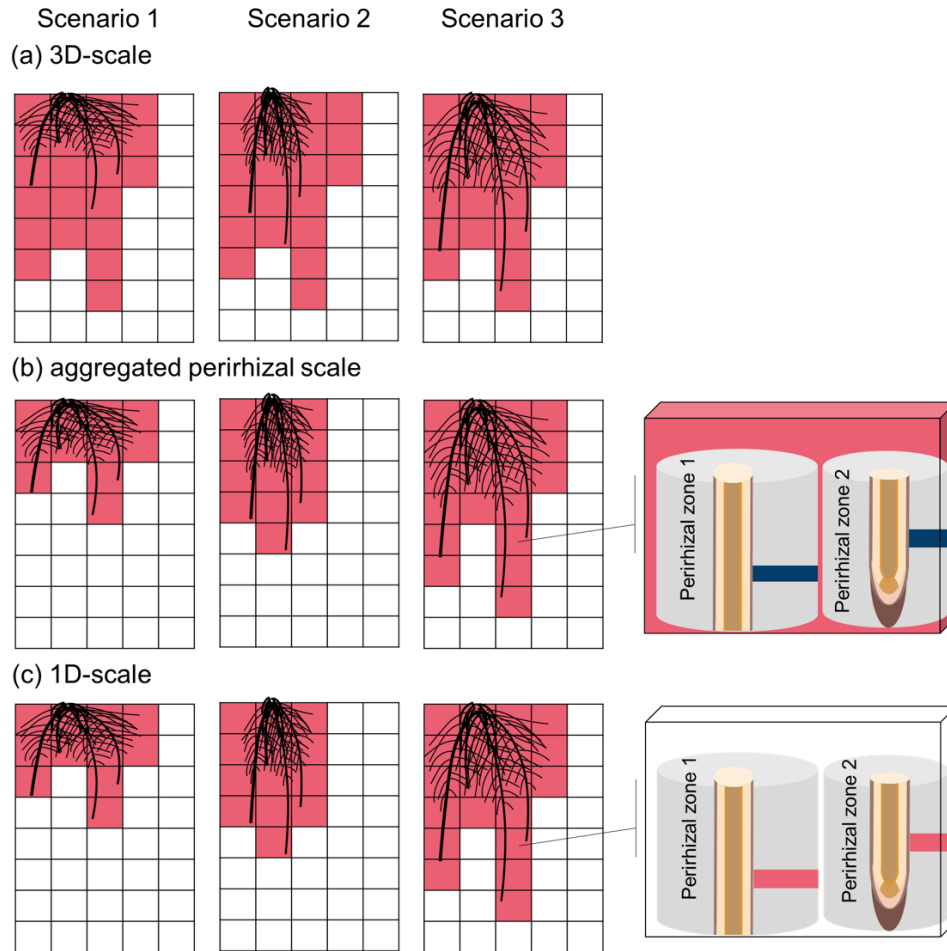 Scenario 1
Scenario 2
Scenario 3
(a) 3D-scale
(b) aggregated perirhizal scale
Perirhizal zone 1
Perirhizal zone 2
(c) 1D-scale
Perirhizal zone 1
Perirhizal zone 2